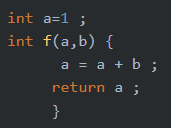 int a=1 ;
int f(a,b) {
a = a + b ;
return a ;
}